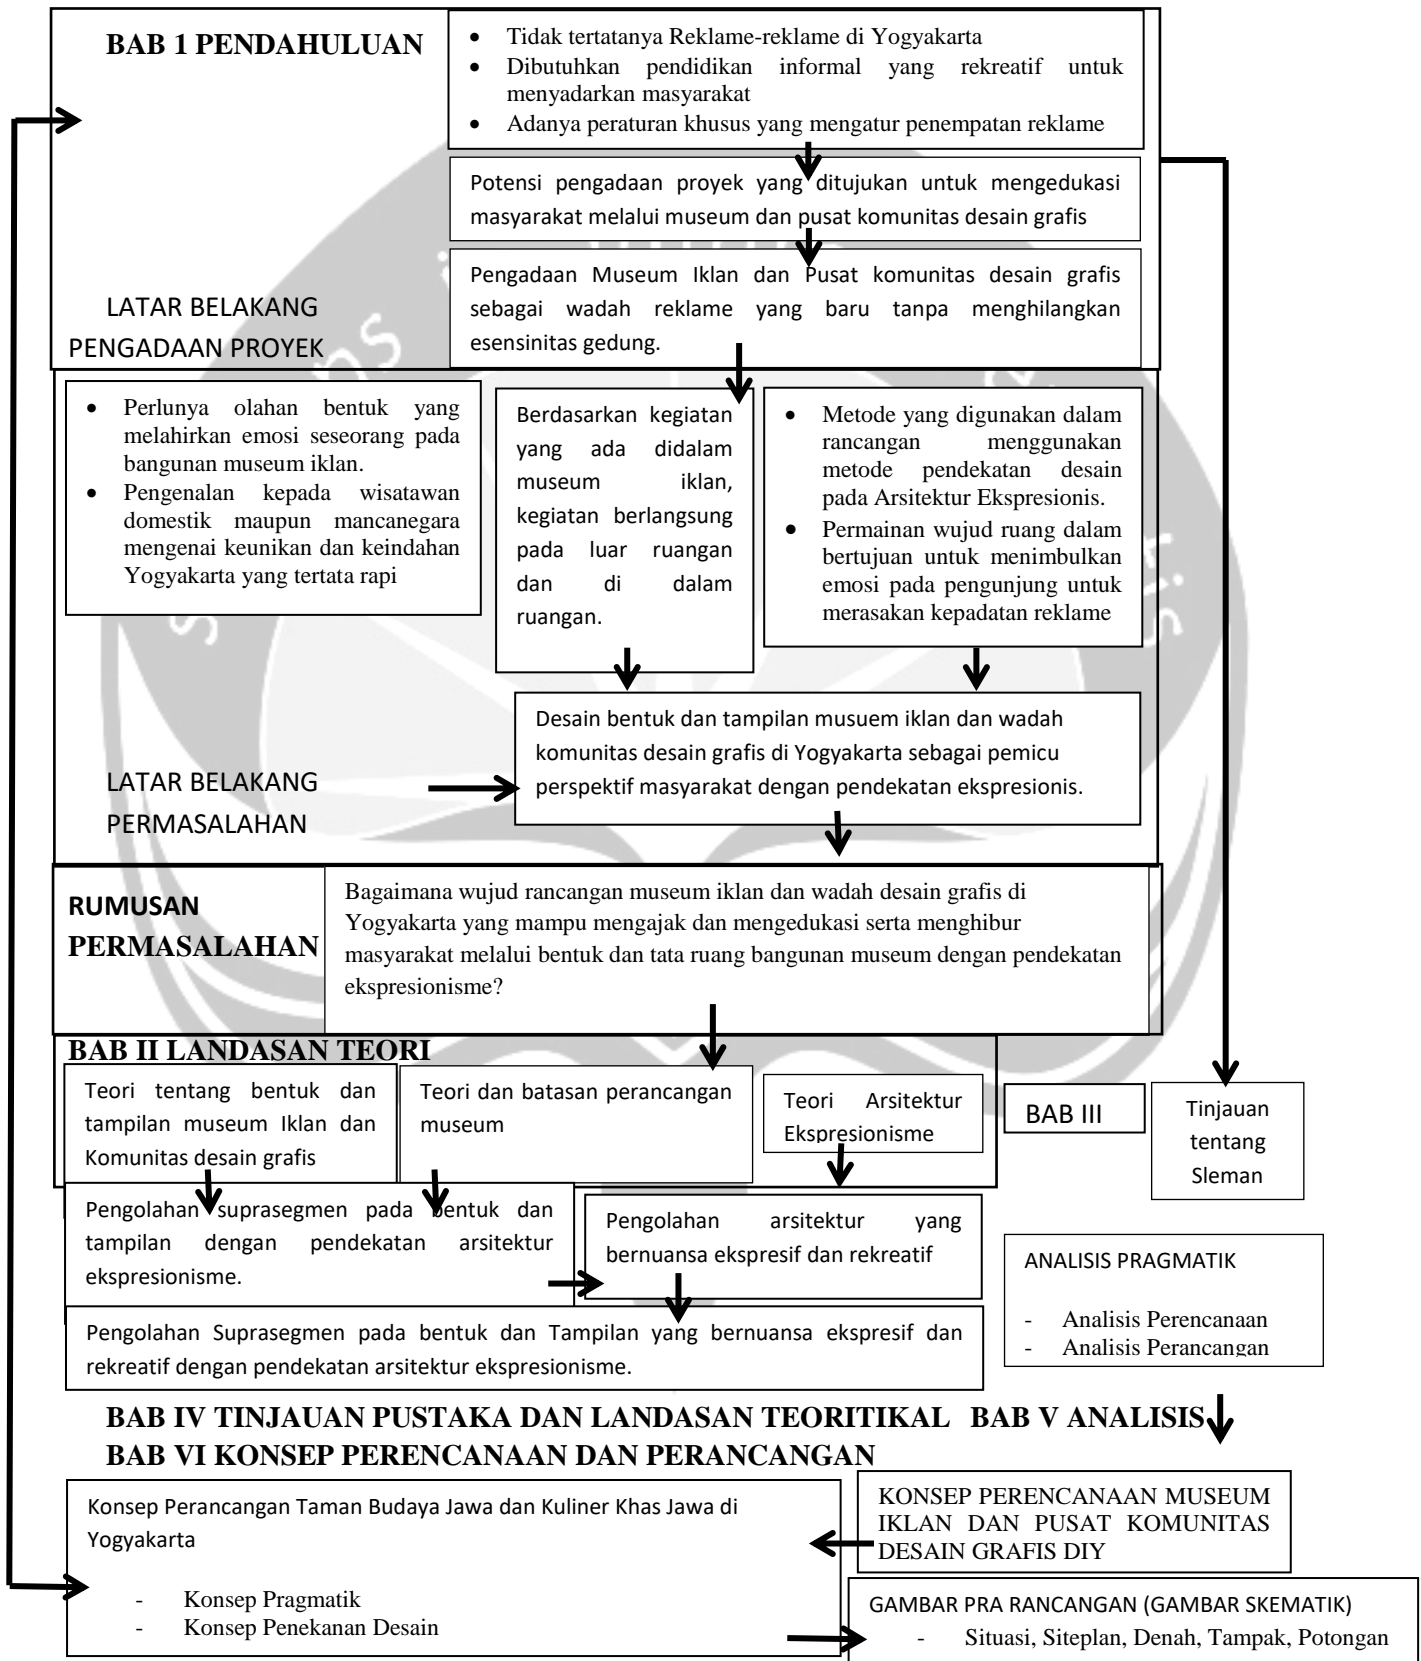 BAB 1 PENDAHULUAN
• Tidak tertatanya Reklame-reklame di Yogyakarta
• Dibutuhkan pendidikan informal yang rekreatif untuk
menyadarkan masyarakat
• Adanya peraturan khusus yang mengatur penempatan reklame
Potensi pengadaan proyek yang ditujukan untuk mengedukasi
masyarakat melalui museum dan pusat komunitas desain grafis
Pengadaan Museum Iklan dan Pusat komunitas desain grafis
sebagai wadah reklame yang baru tanpa menghilangkan
esensinitas gedung.
LATAR BELAKANG
PENGADAAN PROYEK
• Perlunya olahan bentuk yang
melahirkan emosi seseorang pada
bangunan museum iklan.
• Pengenalan kepada wisatawan
domestik maupun mancanegara
mengenai keunikan dan keindahan
Yogyakarta yang tertata rapi
Berdasarkan kegiatan
yang ada didalam
museum iklan,
kegiatan berlangsung
pada luar ruangan
dan di dalam
ruangan.
• Metode yang digunakan dalam
rancangan menggunakan
metode pendekatan desain
pada Arsitektur Ekspresionis.
• Permainan wujud ruang dalam
bertujuan untuk menimbulkan
emosi pada pengunjung untuk
merasakan kepadatan reklame
Desain bentuk dan tampilan musuem iklan dan wadah
komunitas desain grafis di Yogyakarta sebagai pemicu
perspektif masyarakat dengan pendekatan ekspresionis.
LATAR BELAKANG
PERMASALAHAN
RUMUSAN
PERMASALAHAN
Bagaimana wujud rancangan museum iklan dan wadah desain grafis di
Yogyakarta yang mampu mengajak dan mengedukasi serta menghibur
masyarakat melalui bentuk dan tata ruang bangunan museum dengan pendekatan
ekspresionisme?
BAB II LANDASAN TEORI
Teori tentang bentuk dan
tampilan museum Iklan dan
Komunitas desain grafis
Teori dan batasan perancangan
museum
Teori Arsitektur
Ekspresionisme
BAB III
Tinjauan
tentang
Sleman
Pengolahan suprasegmen pada bentuk dan
tampilan dengan pendekatan arsitektur
ekspresionisme.
Pengolahan arsitektur yang
bernuansa ekspresif dan rekreatif
ANALISIS PRAGMATIK
- Analisis Perencanaan
- Analisis Perancangan
Pengolahan Suprasegmen pada bentuk dan Tampilan yang bernuansa ekspresif dan
rekreatif dengan pendekatan arsitektur ekspresionisme.
BAB IV TINJAUAN PUSTAKA DAN LANDASAN TEORITIKAL BAB V ANALISIS
BAB VI KONSEP PERENCANAAN DAN PERANCANGAN
Konsep Perancangan Taman Budaya Jawa dan Kuliner Khas Jawa di
Yogyakarta
- Konsep Pragmatik
- Konsep Penekanan Desain
KONSEP PERENCANAAN MUSEUM
IKLAN DAN PUSAT KOMUNITAS
DESAIN GRAFIS DIY
GAMBAR PRA RANCANGAN (GAMBAR SKEMATIK)
- Situasi, Siteplan, Denah, Tampak, Potongan